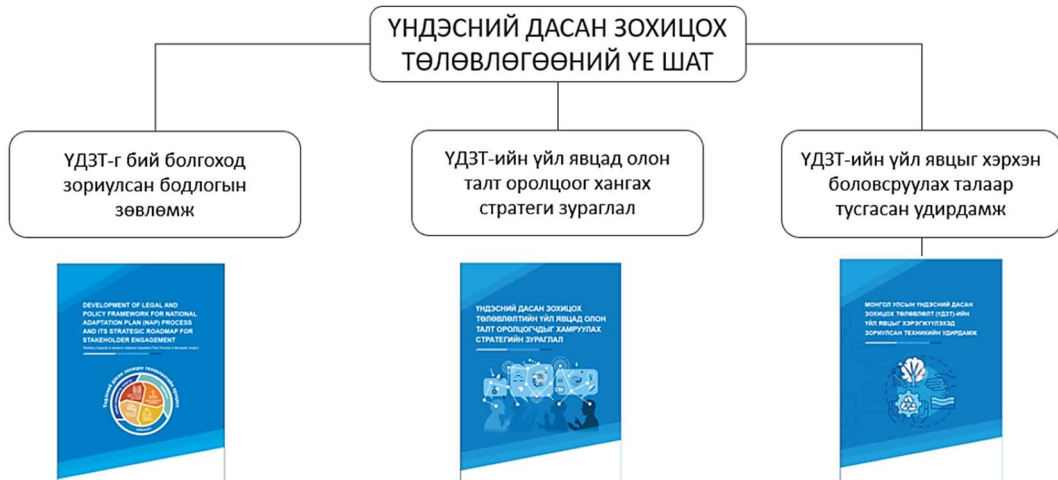 ҮНДЭСНИЙ ДАСАН ЗОХИЦОХ
ТӨЛӨВЛӨГӨӨНИЙ ҮЕ ШАТ
ҮДЗТ-г бий болгоход
зориулсан бодлогын
зөвлөмж
ҮДЗТ-ийн үйл явцад олон
талт оролцоог хангах
стратеги зураглал
ҮДЗТ-ийн үйл явцыг хэрхэн
боловсруулах талаар
тусгасан удирдамж
DEVELOPMENT OF LEGAL AND
POLICY FRAMEWORK FOR NATIONAL
ADAPTATION PLAN (NAP) PROCESS
AND ITS STRATEGIC ROADMAP FOR
STAKEHOLDER ENGAGEMENT
ҮНДЭСНИЙ ДАСАН ЗОХИЦОХ
ТӨЛӨВЛӨЛТИЙН ҮЙЛ ЯВЦАД ОЛОН
ТАЛТ ОРОЛЦОГЧДЫГ ХАМРУУЛАХ
СТРАТЕГИЙН ЗУРАГЛАЛ
МОНГОЛ УЛСЫН ҮНДЭСНИЙ ДАСАН
ЗОХИЦОХ ТӨЛӨВЛӨЛТ (ҮДЗТ)-ИЙН
ҮЙЛ ЯВЦЫГ ХЭРЭГЖҮҮЛЭХЭД
ЗОРИУЛСАН ТЕХНИКИЙН УДИРДАМЖ